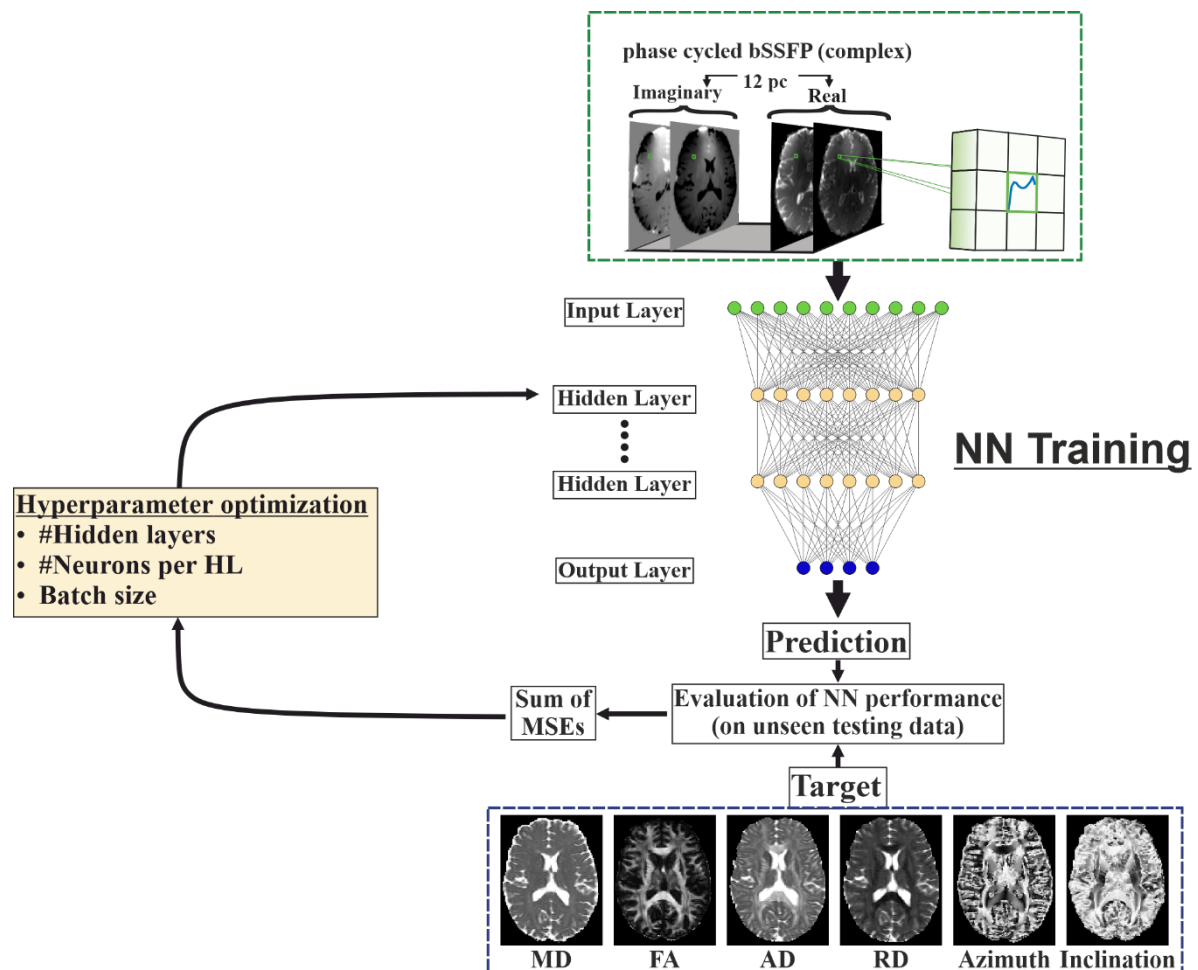 phase cycled bSSFP (complex)
12 pc
Imaginary
Real
Input Layer
Hidden Layer
Hidden Layer
NN Training
Hyperparameter optimization
• #Hidden layers
• #Neurons per HL
• Batch size
Output Layer
Prediction
Sum of
MSEs
Evaluation of NN performance
(on unseen testing data)
Target
MD
FA
AD
RD
Azimuth
Inclination